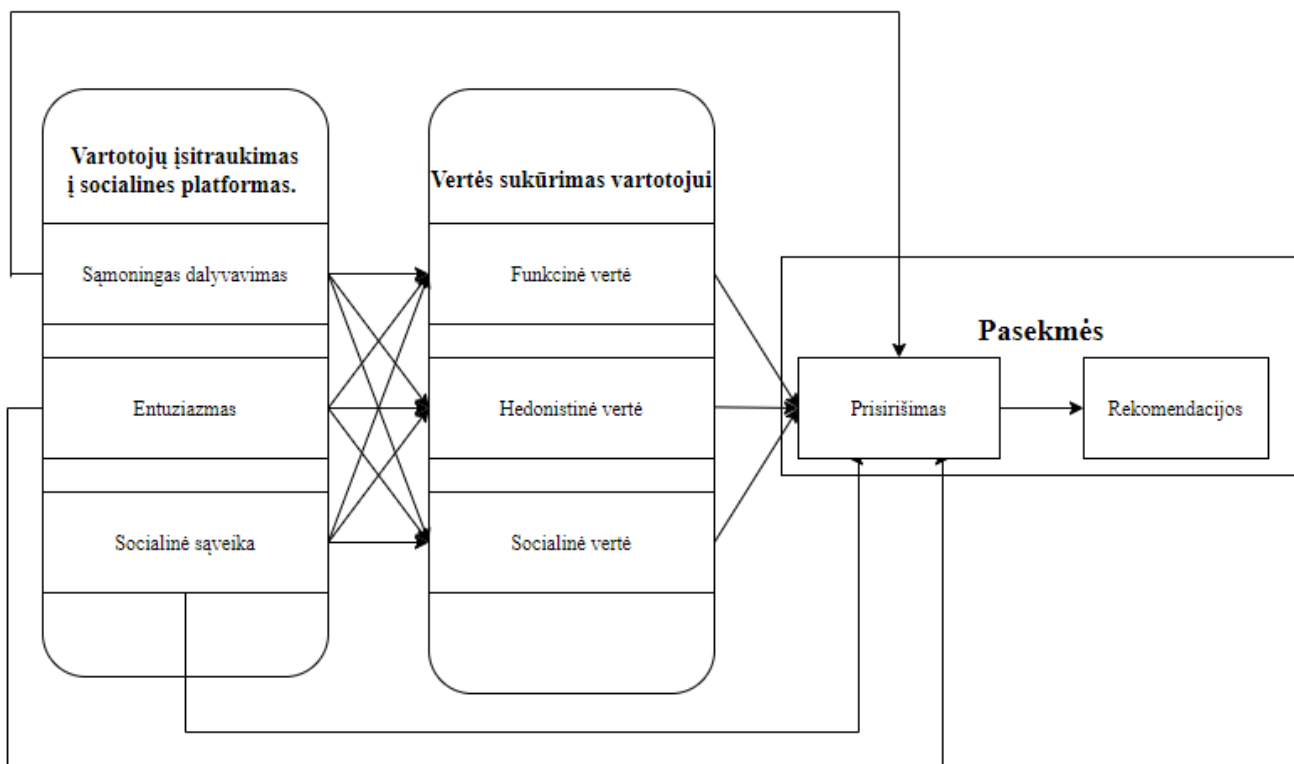 Vartotojų įsitraukimas
į socialines platformas.
Sąmoningas dalyvavimas
Entuziazmas
Socialinė sąveika
Vertės sukūrimas vartotojui
Funkcinė vertė
Hedonistinė vertė
Socialinė vertė
Pasekmės
Prisirišimas
Rekomendacijos